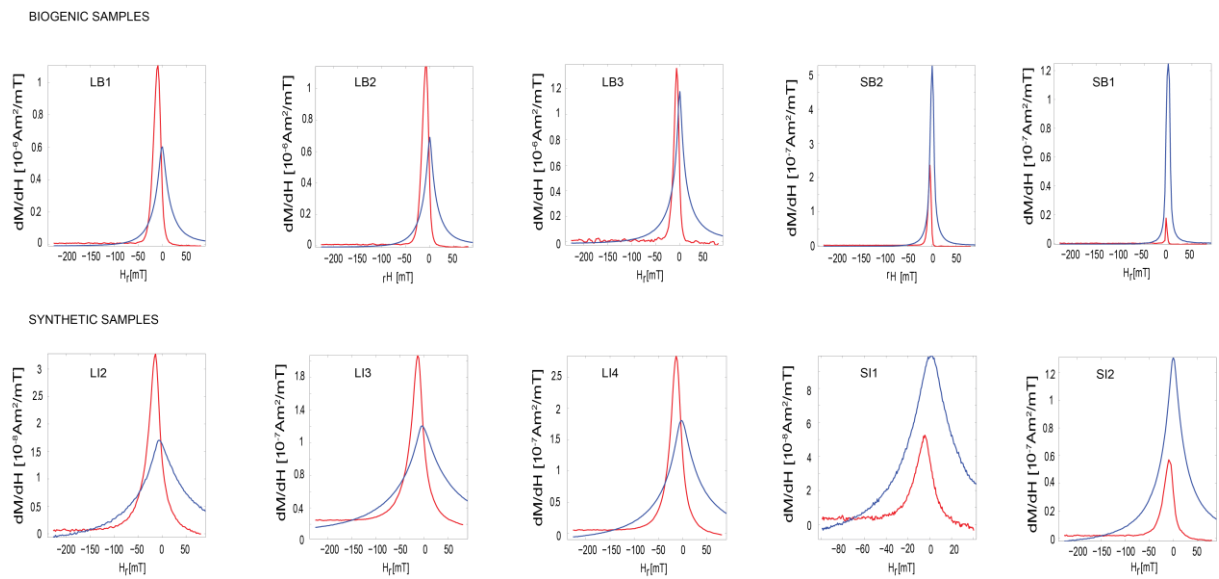 BIOGENIC SAMPLES
LB1
dM/dH [10⁻⁶Am²/mT]
1
0.8
0.6
0.4
0.2
0
−200 −150 −100 −50 0 50
Hr[mT]
LB2
dM/dH [10⁻⁶Am²/mT]
1
0.8
0.6
0.4
0.2
0
−200 −150 −100 −50 0 50
rH [mT]
LB3
dM/dH [10⁻⁶Am²/mT]
12
1
0.8
0.6
0.4
0.2
0
−200 −150 −100 −50 0 50
Hr[mT]
SB2
dM/dH [10⁻⁷Am²/mT]
5
4
3
2
1
0
−200 −150 −100 −50 0 50
Hr[mT]
SB1
dM/dH [10⁻⁷Am²/mT]
1.2
1
0.8
0.6
0.4
0.2
0
−200 −150 −100 −50 0 50
Hr[mT]
SYNTHETIC SAMPLES
LI2
dM/dH [10⁻⁸Am²/mT]
3
2.5
2
1.5
1
0.5
0
−200 −150 −100 −50 0 50
Hr[mT]
LI3
dM/dH [10⁻⁷Am²/mT]
1.8
1.4
1.0
0.6
0.3
0
−200 −150 −100 −50 0 50
Hr[mT]
LI4
dM/dH [10⁻⁷Am²/mT]
2.5
2
1.5
1
0.5
0
−200 −150 −100 −50 0 50
Hr[mT]
SI1
dM/dH [10⁻⁸Am²/mT]
8
6
4
2
0
−80 −60 −40 −20 0 20 40
Hr[mT]
SI2
dM/dH [10⁻⁷Am²/mT]
12
1
0.8
0.6
0.4
02
0
−200 −150 −100 −50 0 50
Hr[mT]